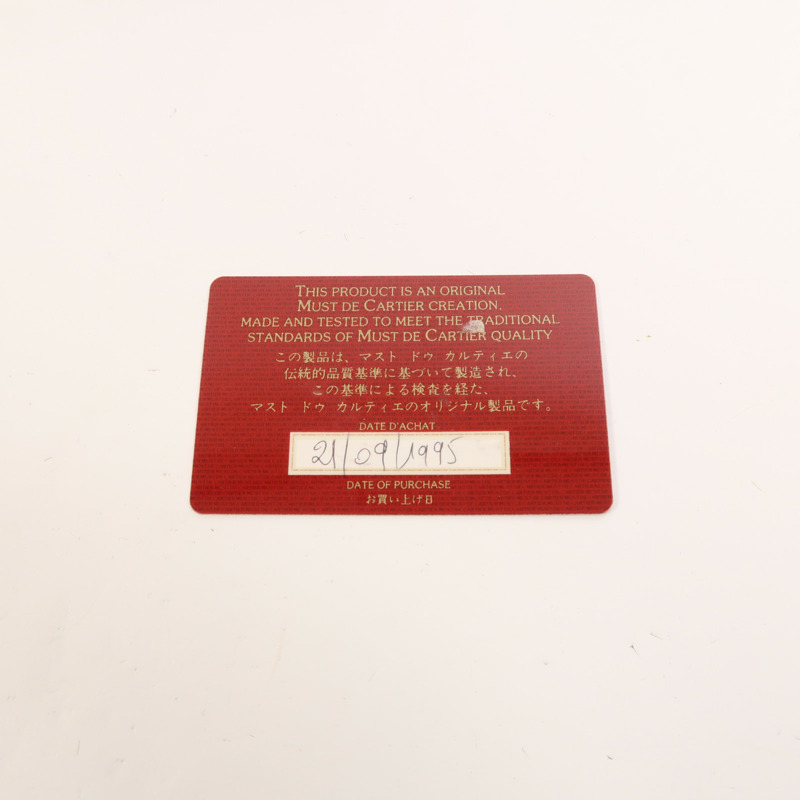 THIS PRODUCT IS AN ORIGINAL
MUST DE CARTIER CREATION,
MADE AND TESTED TO MEET THE TRADITIONAL
STANDARDS OF MUST DE CARTIER QUALITY
この製品は、マスト ドゥ カルティエの
伝統的品質基準に基づいて製造され、
この基準による検査を経た、
マスト ドゥ カルティエのオリジナル製品です。
DATE D'ACHAT
21/09/1995
DATE OF PURCHASE
お買い上げ日